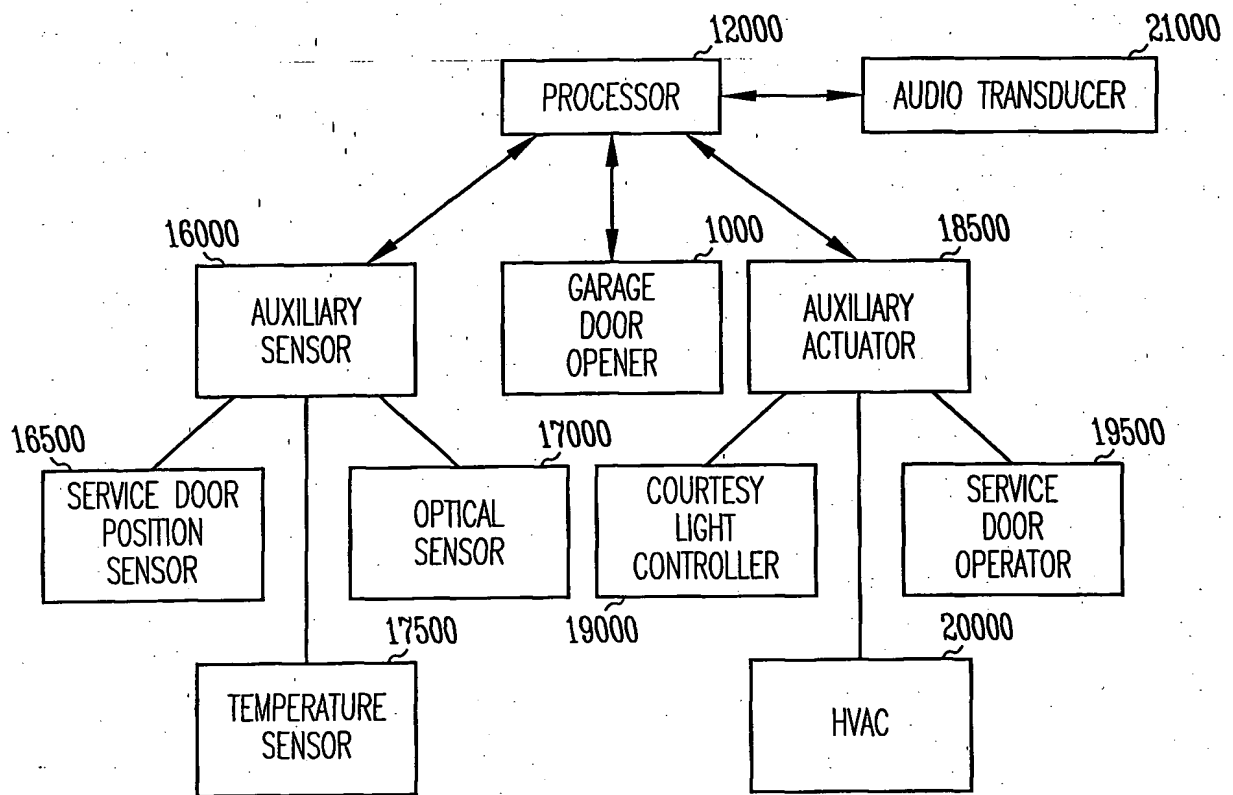 12000
21000
PROCESSOR
AUDIO TRANSDUCER
16000
1000
18500
AUXILIARY
SENSOR
GARAGE
DOOR
OPENER
AUXILIARY
ACTUATOR
16500
17000
19500
SERVICE DOOR
POSITION
SENSOR
OPTICAL
SENSOR
COURTESY
LIGHT
CONTROLLER
SERVICE
DOOR
OPERATOR
17500
19000
20000
TEMPERATURE
SENSOR
HVAC